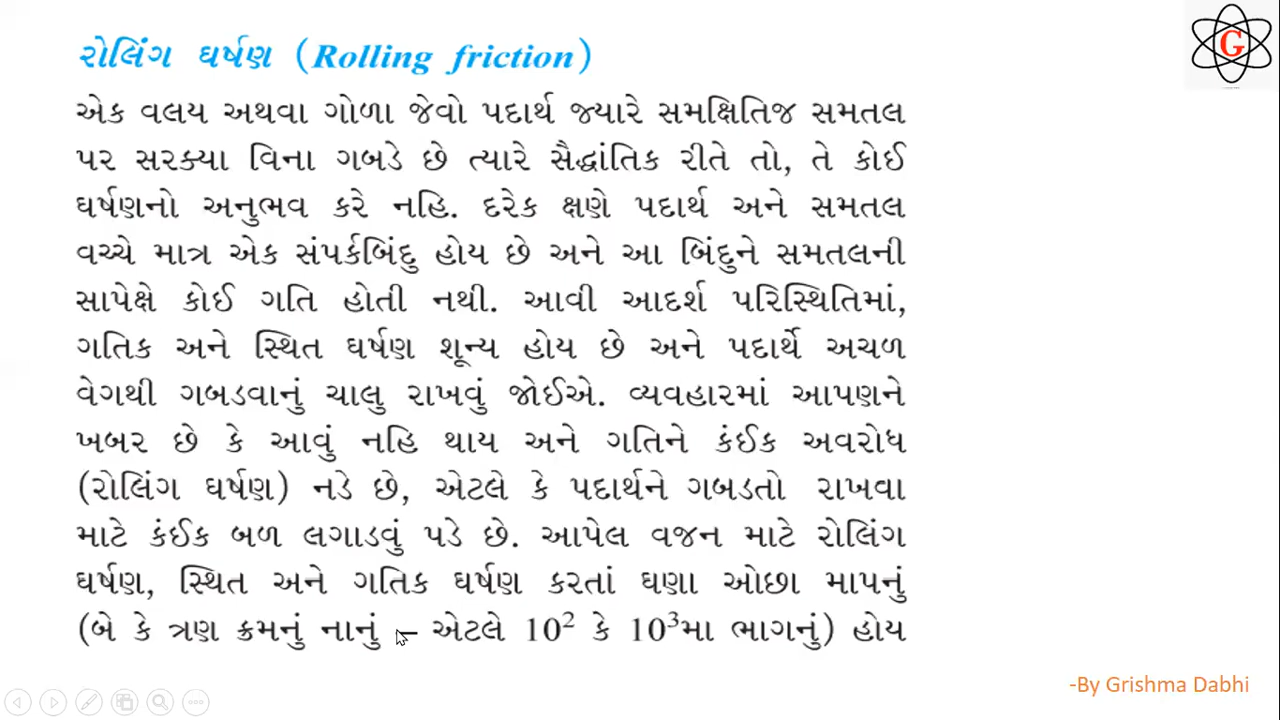 રોલિંગ ઘર્ષણ (Rolling friction)
G
એક વલય અથવા ગોળા જેવો પદાર્થ જ્યારે સમક્ષિતિજ સમતલ
પર સરક્યા વિના ગબડે છે ત્યારે સૈદ્ધાંતિક રીતે તો, તે કોઈ
ઘર્ષણનો અનુભવ કરે નહિ. દરેક ક્ષણે પદાર્થ અને સમતલ
વચ્ચે માત્ર એક સંપર્કબિંદુ હોય છે અને આ બિંદુને સમતલની
સાપેક્ષે કોઈ ગતિ હોતી નથી. આવી આદર્શ પરિસ્થિતિમાં,
ગતિક અને સ્થિત ઘર્ષણ શૂન્ય હોય છે અને પદાર્થે અચળ
વેગથી ગબડવાનું ચાલુ રાખવું જોઈએ. વ્યવહારમાં આપણને
ખબર છે કે આવું નહિ થાય અને ગતિને કંઈક અવરોધ
(રોલિંગ ઘર્ષણ) નડે છે, એટલે કે પદાર્થને ગબડતો રાખવા
માટે કંઈક બળ લગાડવું પડે છે. આપેલ વજન માટે રોલિંગ
ઘર્ષણ, સ્થિત અને ગતિક ઘર્ષણ કરતાં ઘણા ઓછા માપનું
(બે કે ત્રણ ક્રમનું નાનું – એટલે 10² કે 10³મા ભાગનું) હોય
-By Grishma Dabhi